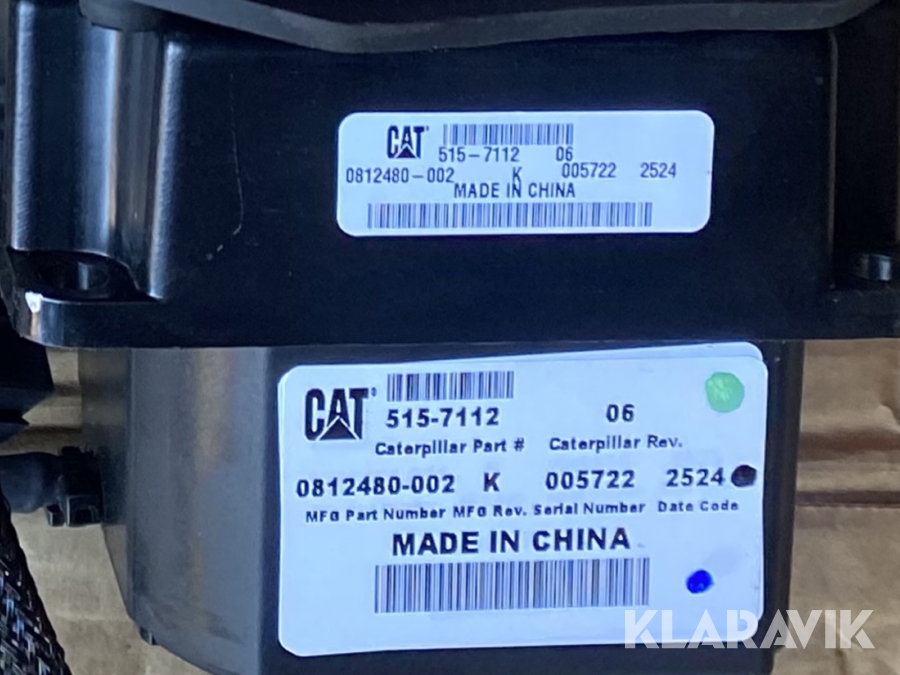 CAT
515-7112 06
0812480-002 K 005722 2524
MADE IN CHINA
CAT
515-7112 06
Caterpillar Part # Caterpillar Rev.
0812480-002 K 005722 2524
MFG Part Number MFG Rev. Serial Number Date Code
MADE IN CHINA
KLARAVIK